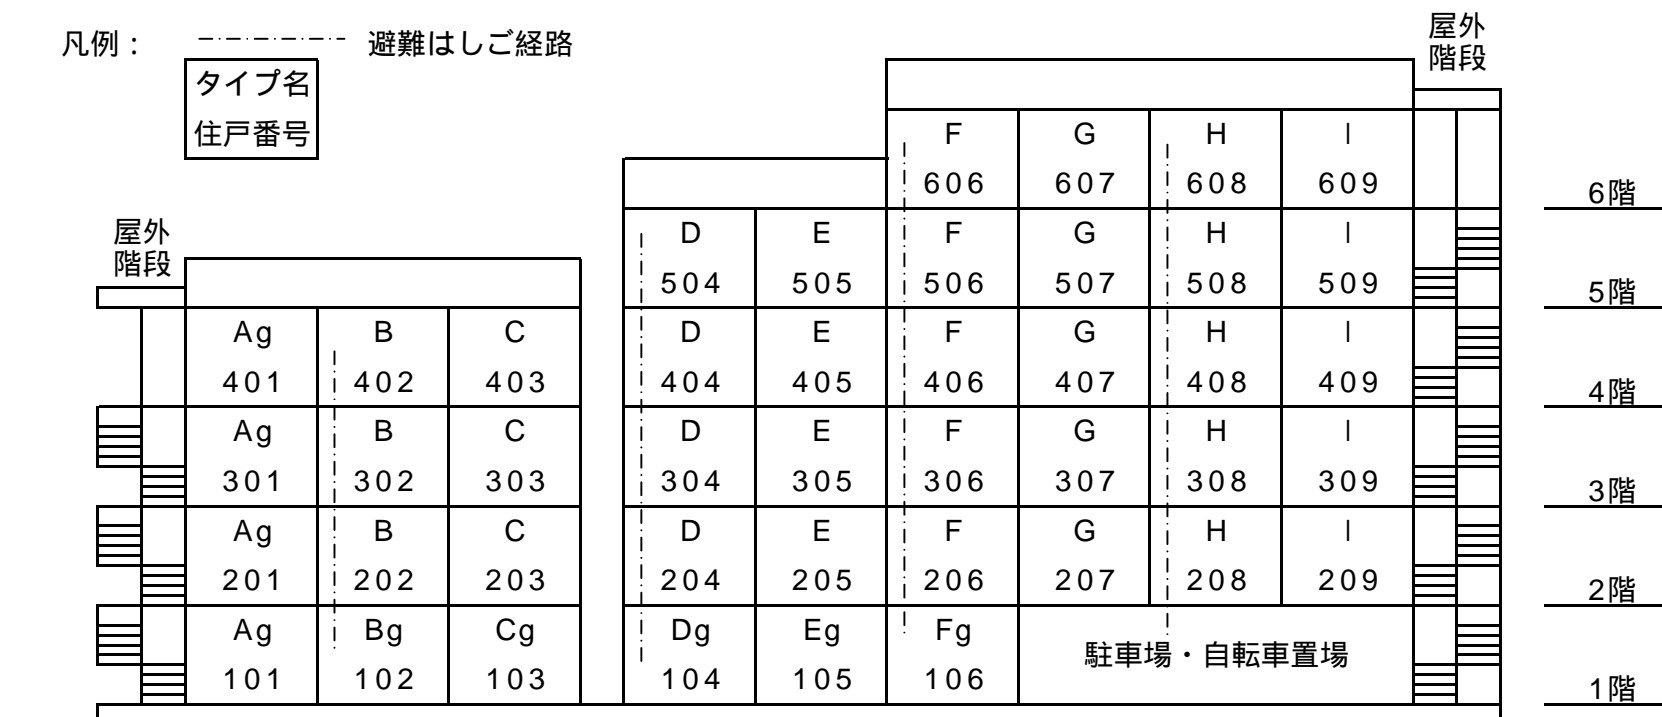 凡例： 避難はしご経路
タイプ名
住戸番号
屋外
階段
F G H I
606 607 608 609 6階
屋外
階段
D E F G H I
504 505 506 507 508 509 5階
Ag B C D E F G H I
401 402 403 404 405 406 407 408 409 4階
Ag B C D E F G H I
301 302 303 304 305 306 307 308 309 3階
Ag B C D E F G H I
201 202 203 204 205 206 207 208 209 2階
Ag Bg Cg Dg Eg Fg 駐車場・自転車置場
101 102 103 104 105 106 1階